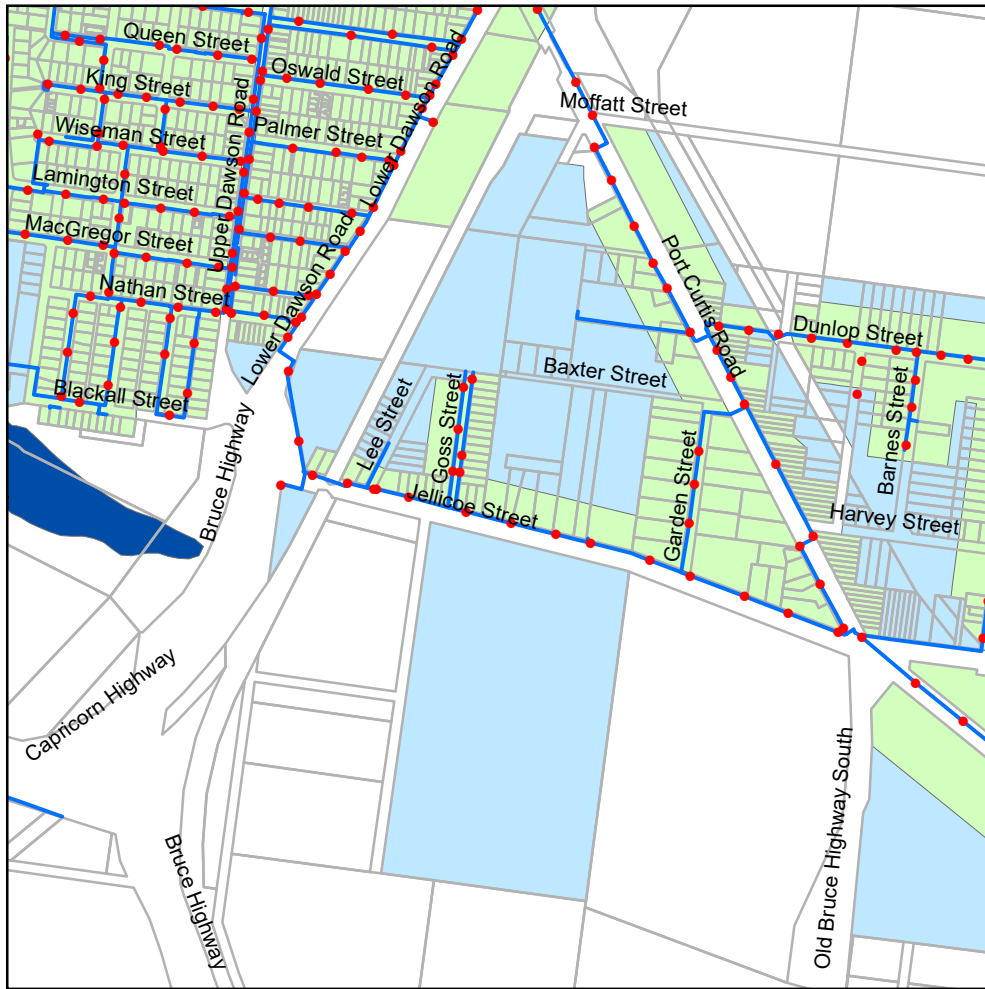 Queen Street
Oswald Street
King Street
Moffatt Street
Wiseman Street
Palmer Street
Upper Dawson Road
Lower Dawson Road
Lamington Street
MacGregor Street
Nathan Street
Lower Dawson Road
Port Curtis Road
Dunlop Street
Baxter Street
Blackall Street
Lee Street
Goss Street
Barnes Street
Bruce Highway
Jellicoe Street
Garden Street
Harvey Street
Capricorn Highway
Old Bruce Highway South
Bruce Highway